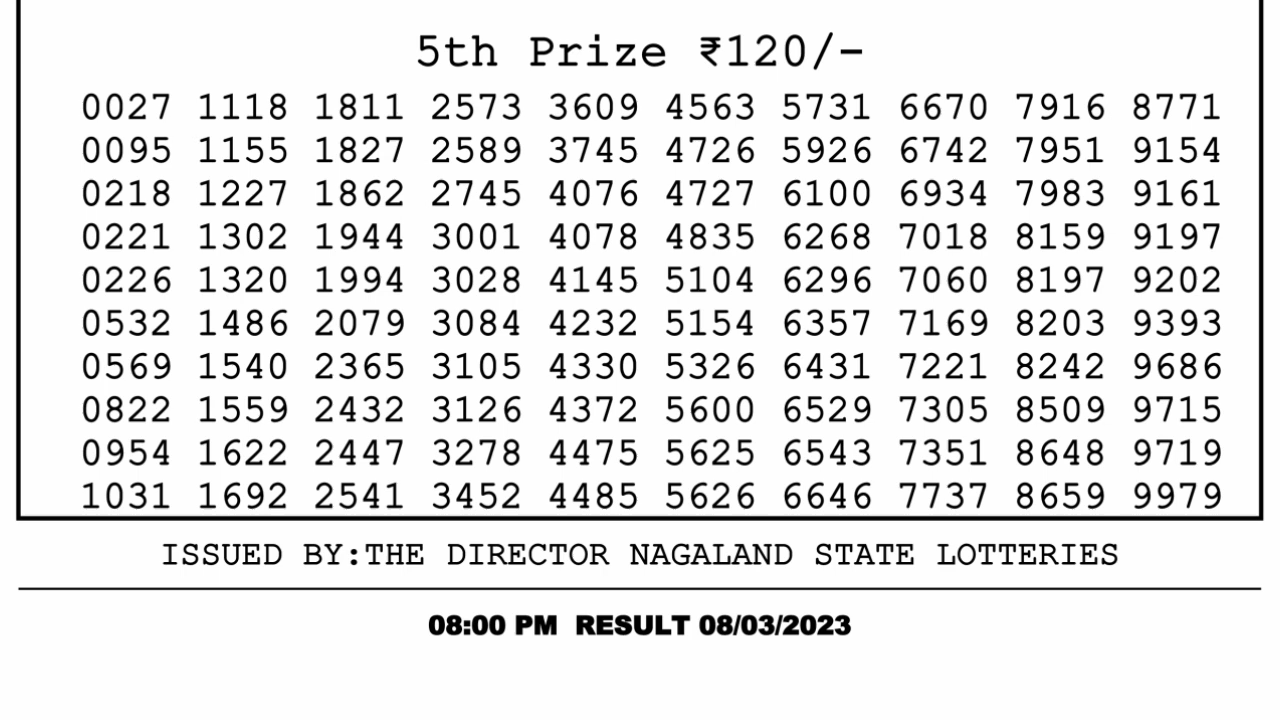 5th Prize ₹120/-
0027 1118 1811 2573 3609 4563 5731 6670 7916 8771
0095 1155 1827 2589 3745 4726 5926 6742 7951 9154
0218 1227 1862 2745 4076 4727 6100 6934 7983 9161
0221 1302 1944 3001 4078 4835 6268 7018 8159 9197
0226 1320 1994 3028 4145 5104 6296 7060 8197 9202
0532 1486 2079 3084 4232 5154 6357 7169 8203 9393
0569 1540 2365 3105 4330 5326 6431 7221 8242 9686
0822 1559 2432 3126 4372 5600 6529 7305 8509 9715
0954 1622 2447 3278 4475 5625 6543 7351 8648 9719
1031 1692 2541 3452 4485 5626 6646 7737 8659 9979
ISSUED BY:THE DIRECTOR NAGALAND STATE LOTTERIES
08:00 PM RESULT 08/03/2023